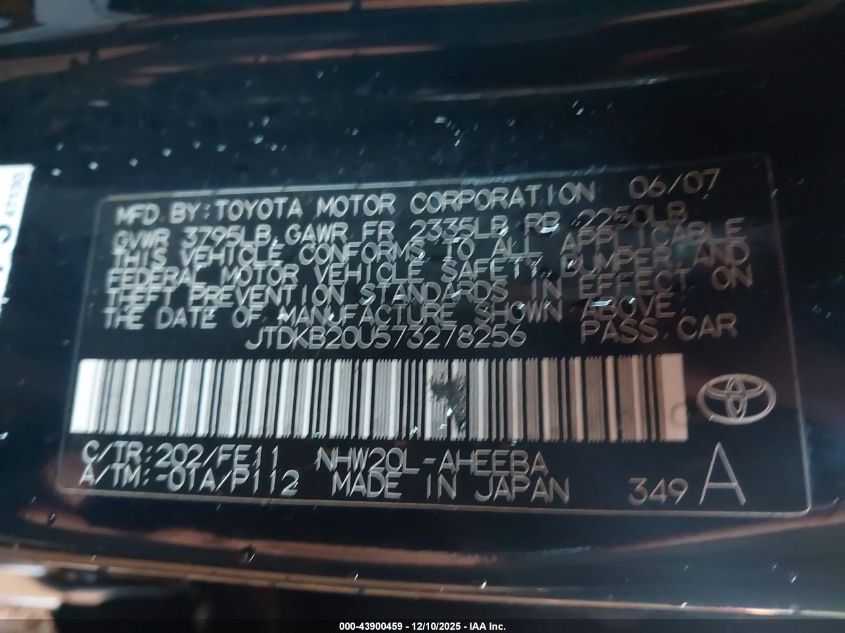 MFD. BY: TOYOTA MOTOR CORPORATION 06/07
GVWR 3795LB GAWR FR 2335LB RR 2250LB
THIS VEHICLE CONFORMS TO ALL APPLICABLE
FEDERAL MOTOR VEHICLE SAFETY, BUMPER, AND
THEFT PREVENTION STANDARDS IN EFFECT ON
THE DATE OF MANUFACTURE SHOWN ABOVE.
JTDKB20U573278256 PASS.CAR
C/TR: 202/FE11 NHW20L-AHEEBA
A/TM: -01A/P112 MADE IN JAPAN 349 A
000-43900459 - 12/10/2025 - IAA Inc.